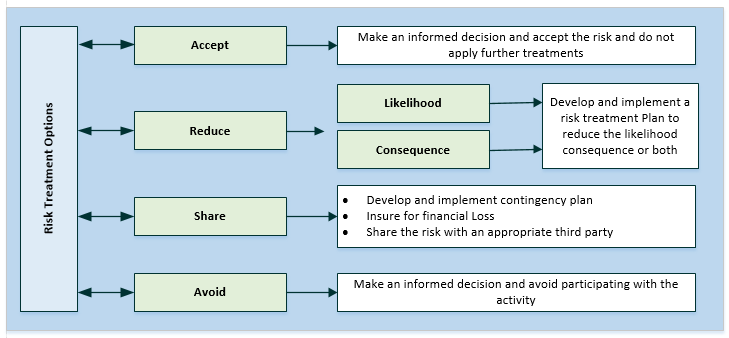 Risk Treatment Options
Accept
Make an informed decision and accept the risk and do not
apply further treatments
Reduce
Likelihood
Consequence
Develop and implement a
risk treatment Plan to
reduce the likelihood
consequence or both
Share
• Develop and implement contingency plan
• Insure for financial Loss
• Share the risk with an appropriate third party
Avoid
Make an informed decision and avoid participating with the
activity